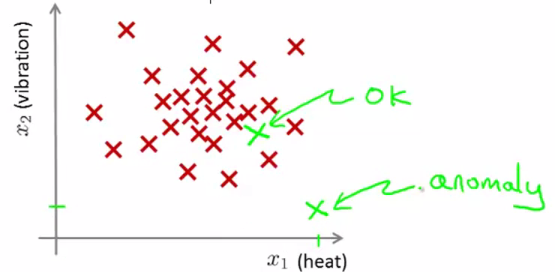 x₂ (vibration)
OK
anomaly
x₁ (heat)